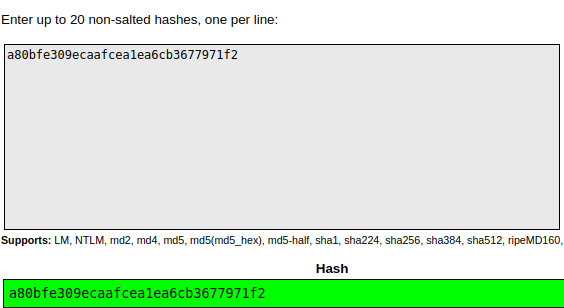 Enter up to 20 non-salted hashes, one per line:
a80bfe309ecaafcea1ea6cb3677971f2
Supports: LM, NTLM, md2, md4, md5, md5(md5_hex), md5-half, sha1, sha224, sha256, sha384, sha512, ripeMD160,
Hash
a80bfe309ecaafcea1ea6cb3677971f2